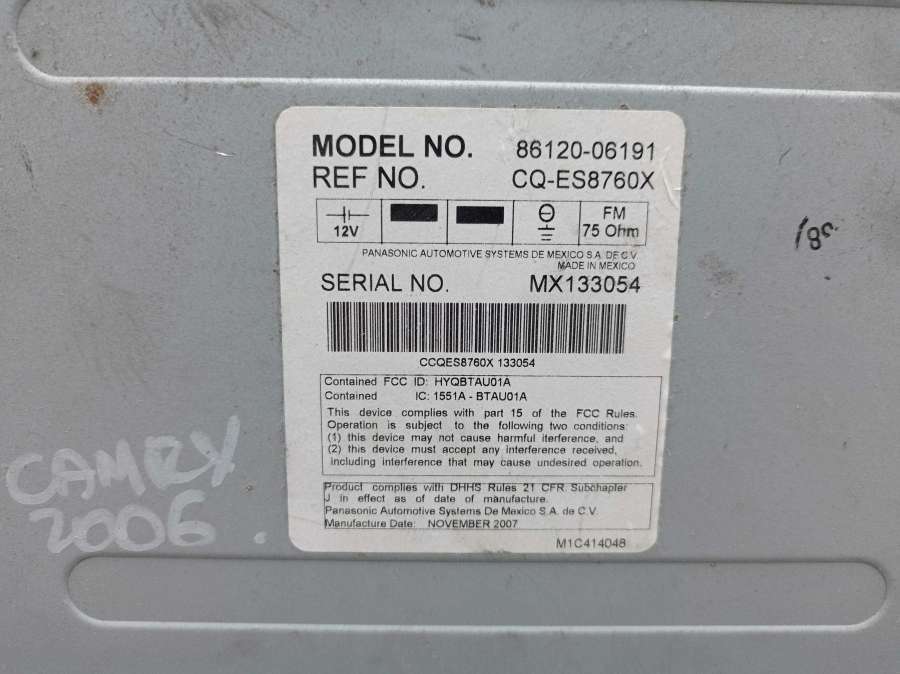 MODEL NO. 86120-06191
REF NO. CQ-ES8760X
12V
FM
75 Ohm
PANASONIC AUTOMOTIVE SYSTEMS DE MEXICO S.A. DE C.V.
MADE IN MEXICO
SERIAL NO. MX133054
CCQES8760X 133054
Contained FCC ID: HYQBTAU01A
Contained IC: 1551A - BTAU01A
This device complies with part 15 of the FCC Rules.
Operation is subject to the following two conditions:
(1) this device may not cause harmful iterference, and
(2) this device must accept any interference received,
including interference that may cause undesired operation.
Product complies with DHHS Rules 21 CFR Subchapter
J in effect as of date of manufacture.
Panasonic Automotive Systems De Mexico S.A. de C.V.
Manufacture Date: NOVEMBER 2007
M1C414048
CAMRY
2006.